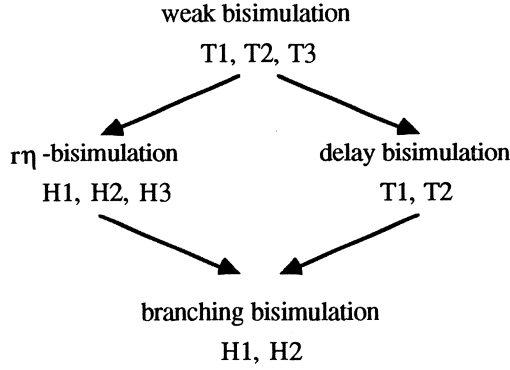 weak bisimulation
T1, T2, T3
rη -bisimulation
delay bisimulation
H1, H2, H3
T1, T2
branching bisimulation
H1, H2